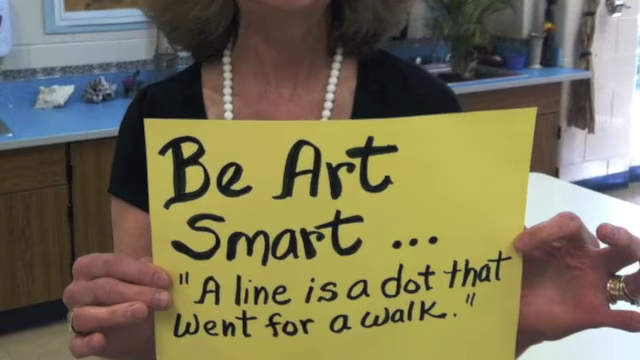 Be Art
Smart ...
"A line is a dot that
Went for a walk."